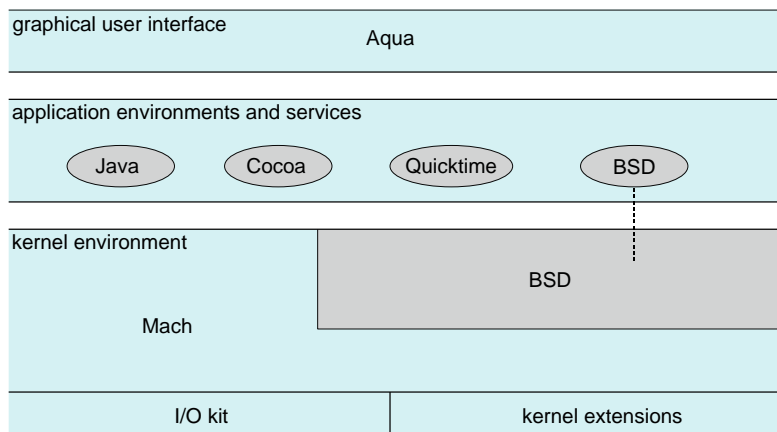 graphical user interface
Aqua
application environments and services
Java
Cocoa
Quicktime
BSD
kernel environment
BSD
Mach
I/O kit
kernel extensions